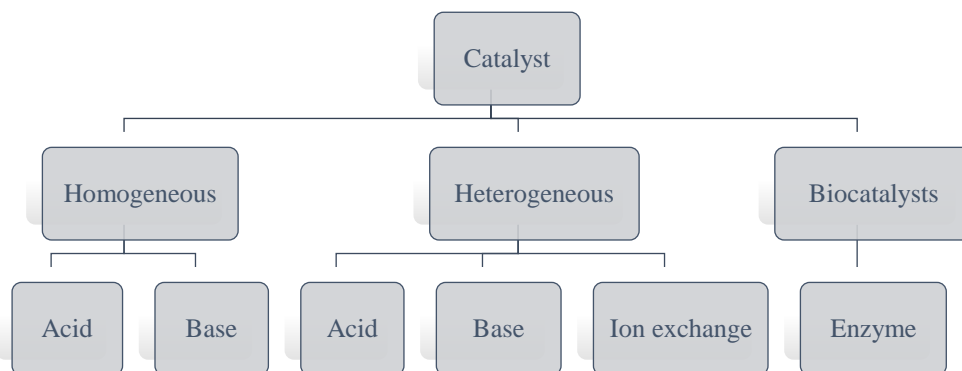 Catalyst
Homogeneous
Heterogeneous
Biocatalysts
Acid
Base
Acid
Base
Ion exchange
Enzyme